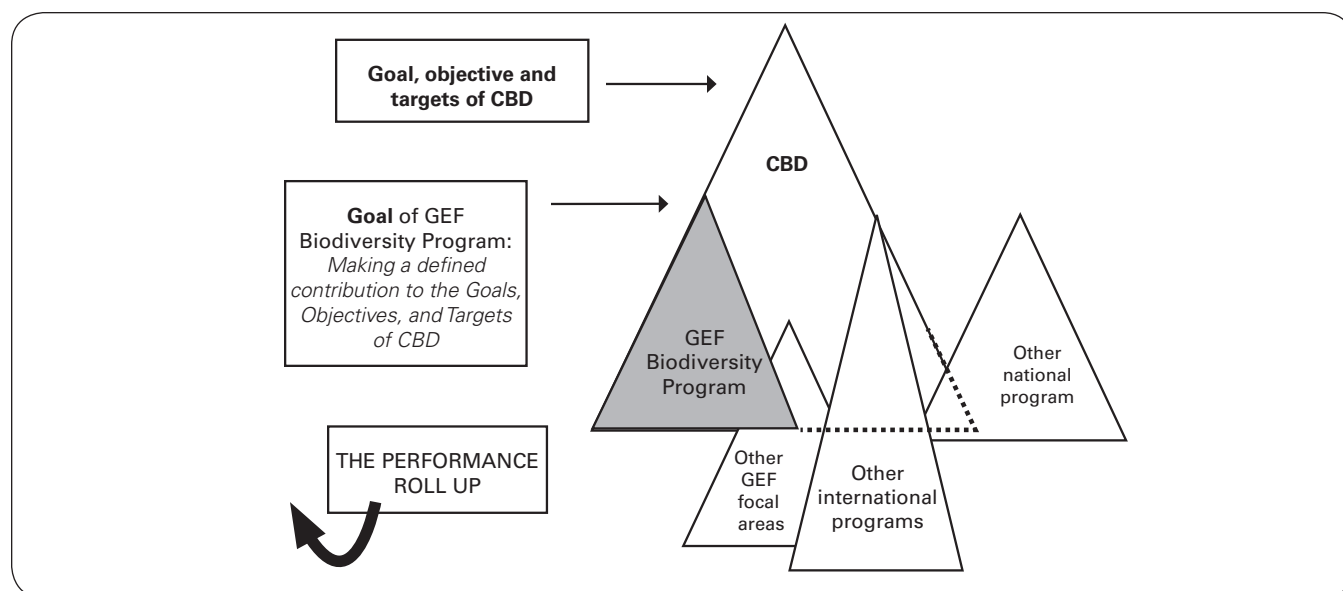 Goal, objective and
targets of CBD
CBD
Goal of GEF
Biodiversity Program:
Making a defined
contribution to the Goals,
Objectives, and Targets
of CBD
GEF
Biodiversity
Program
Other
national
program
THE PERFORMANCE
ROLL UP
Other
GEF
focal
areas
Other
international
programs